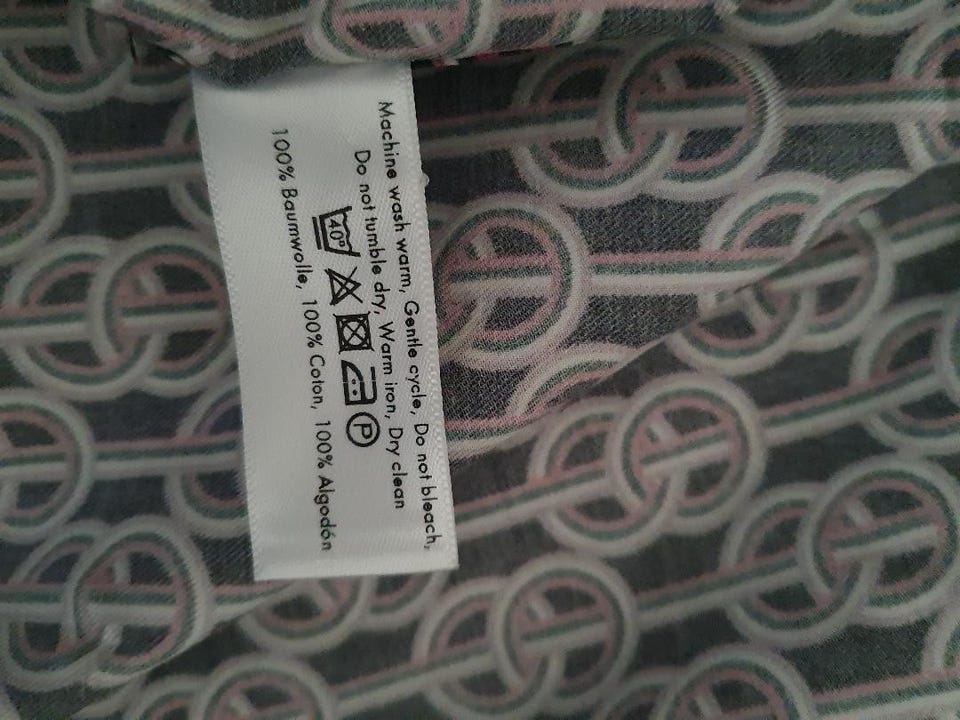 Machine wash warm, Gentle cycle, Do not bleach,
Do not tumble dry, Warm iron, Dry clean
40° P
100% Baumwolle, 100% Coton, 100% Algodón